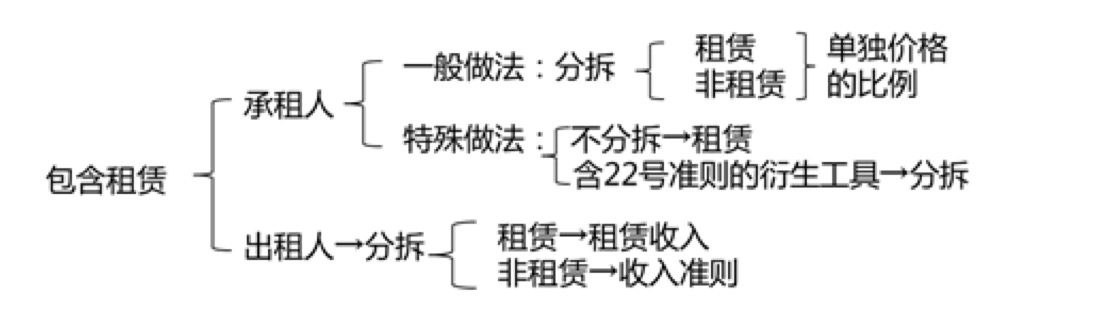 包含租赁
承租人
一般做法：分拆
租赁
非租赁
单独价格
的比例
特殊做法：
不分拆→租赁
含22号准则的衍生工具→分拆
出租人→分拆
租赁→租赁收入
非租赁→收入准则